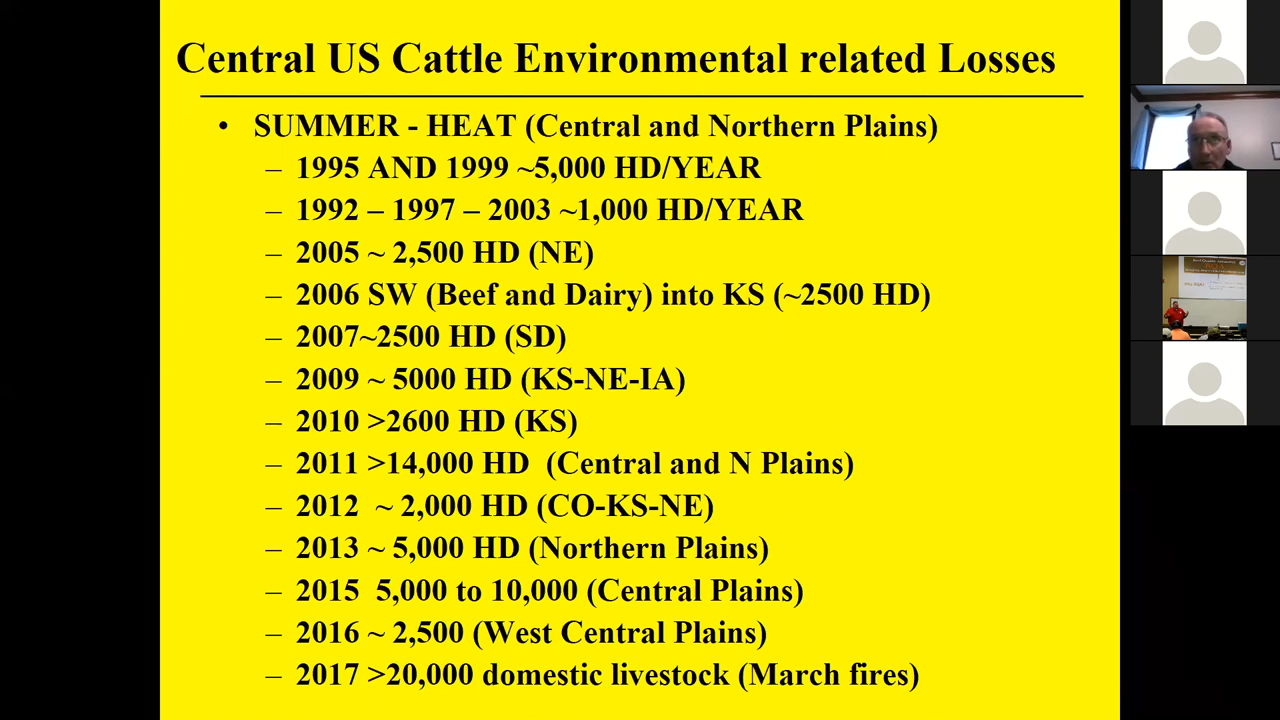 Central US Cattle Environmental related Losses
• SUMMER - HEAT (Central and Northern Plains)
– 1995 AND 1999 ~5,000 HD/YEAR
– 1992 – 1997 – 2003 ~1,000 HD/YEAR
– 2005 ~ 2,500 HD (NE)
– 2006 SW (Beef and Dairy) into KS (~2500 HD)
– 2007~2500 HD (SD)
– 2009 ~ 5000 HD (KS-NE-IA)
– 2010 >2600 HD (KS)
– 2011 >14,000 HD  (Central and N Plains)
– 2012  ~ 2,000 HD (CO-KS-NE)
– 2013 ~ 5,000 HD (Northern Plains)
– 2015  5,000 to 10,000 (Central Plains)
– 2016 ~ 2,500 (West Central Plains)
– 2017 >20,000 domestic livestock (March fires)